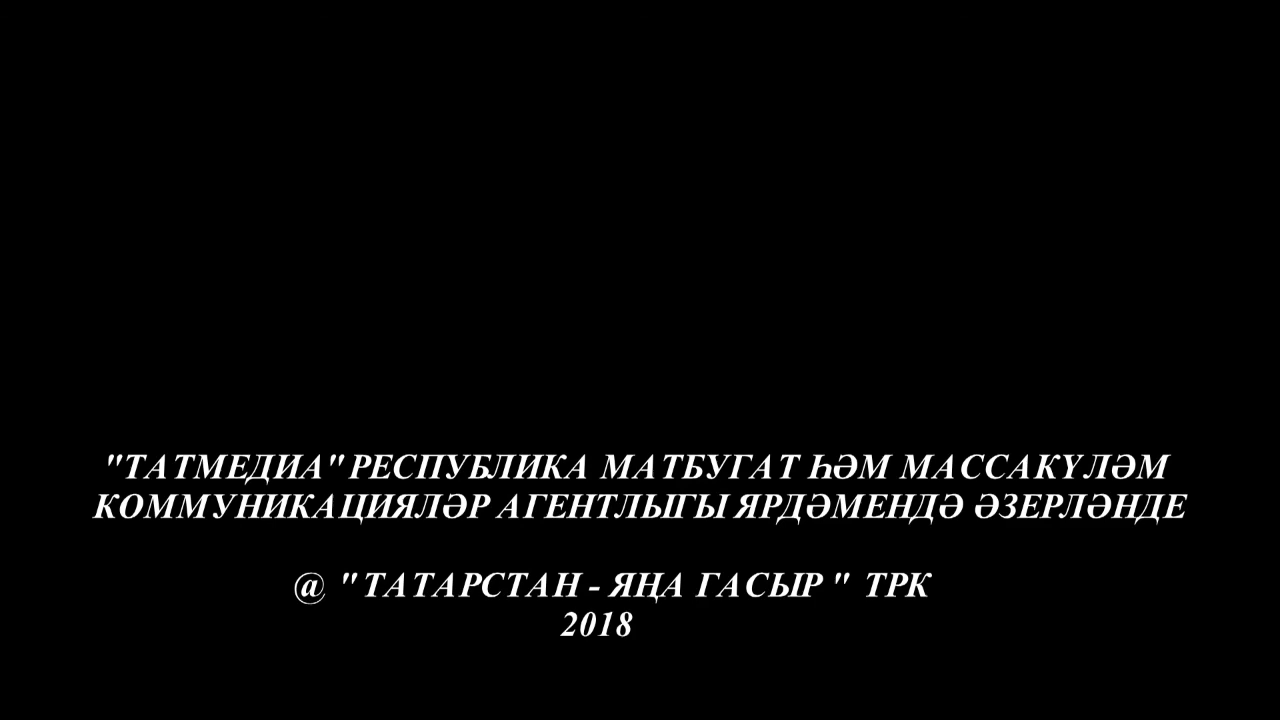 "ТАТМЕДИА" РЕСПУБЛИКА МАТБУГАТ ҺӘМ МАССАКҮЛӘМ
КОММУНИКАЦИЯЛӘР АГЕНТЛЫГЫ ЯРДӘМЕНДӘ ӘЗЕРЛӘНДЕ
@ "ТАТАРСТАН - ЯҢА ГАСЫР" ТРК
2018